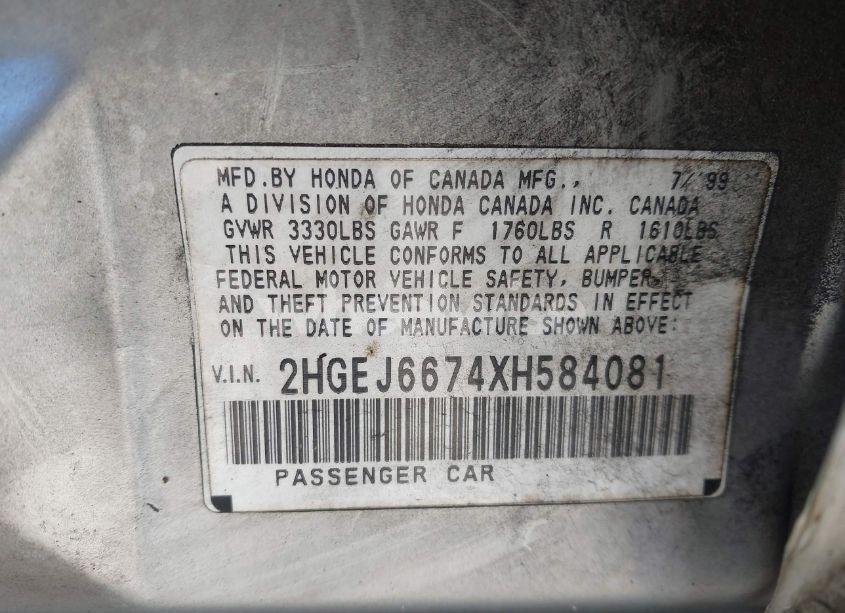 MFD.BY HONDA OF CANADA MFG., 7/'99
A DIVISION OF HONDA CANADA INC. CANADA
GVWR 3330LBS GAWR F 1760LBS R 1610LBS
THIS VEHICLE CONFORMS TO ALL APPLICABLE
FEDERAL MOTOR VEHICLE SAFETY, BUMPER,
AND THEFT PREVENTION STANDARDS IN EFFECT
ON THE DATE OF MANUFACTURE SHOWN ABOVE:
V.I.N. 2HGEJ6674XH584081
PASSENGER CAR